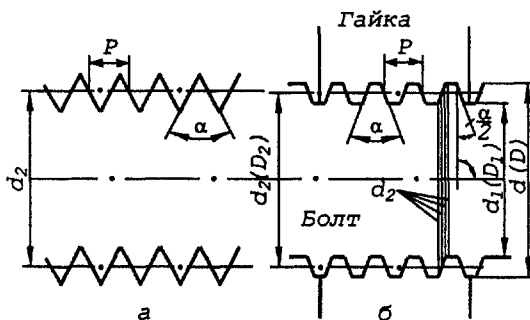 Гайка
P
P
α
α
α/2
d₂
d₂(D₂)
d₂
d₁(D₁)
d(D)
Болт
а
б